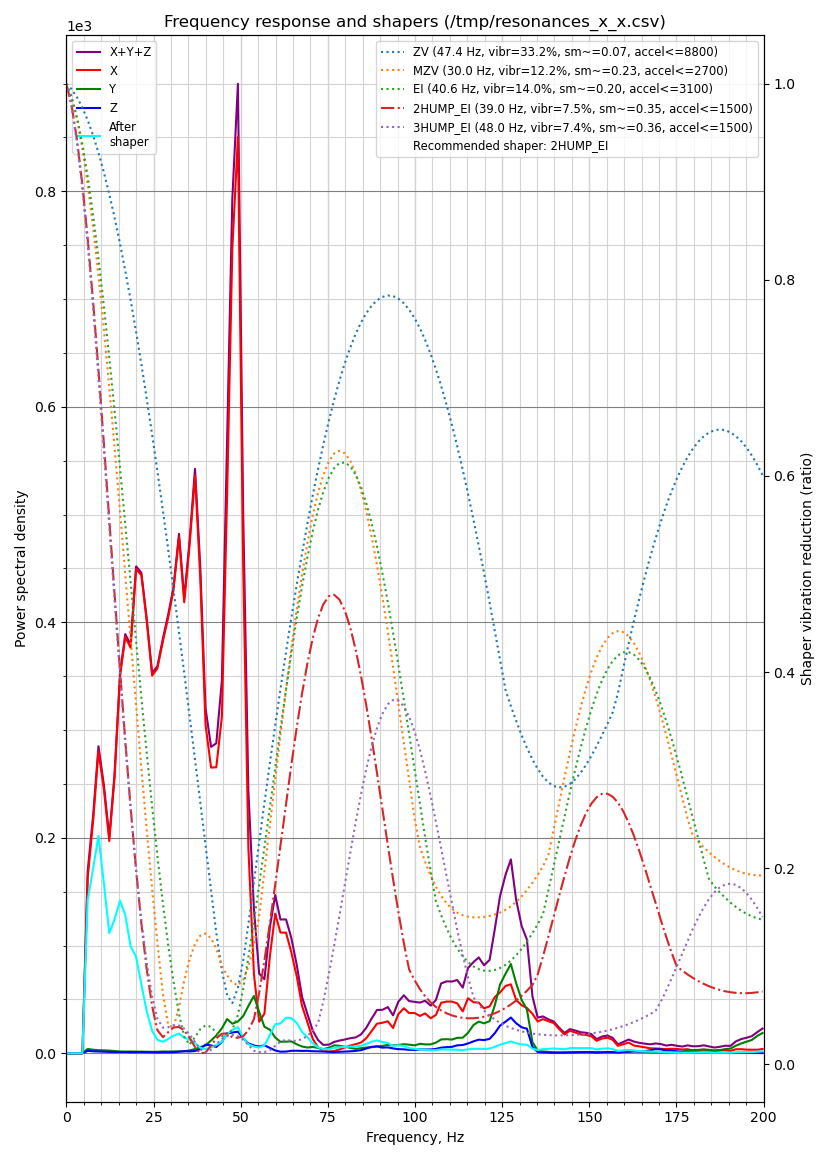 Frequency response and shapers (/tmp/resonances_x_x.csv)
1e3
X+Y+Z
X
Y
Z
After
shaper
ZV (47.4 Hz, vibr=33.2%, sm~=0.07, accel<=8800)
MZV (30.0 Hz, vibr=12.2%, sm~=0.23, accel<=2700)
EI (40.6 Hz, vibr=14.0%, sm~=0.20, accel<=3100)
2HUMP_EI (39.0 Hz, vibr=7.5%, sm~=0.35, accel<=1500)
3HUMP_EI (48.0 Hz, vibr=7.4%, sm~=0.36, accel<=1500)
Recommended shaper: 2HUMP_EI
Power spectral density
0.8
0.6
0.4
0.2
0.0
1.0
0.8
0.6
0.4
0.2
0.0
Shaper vibration reduction (ratio)
0 25 50 75 100 125 150 175 200
Frequency, Hz